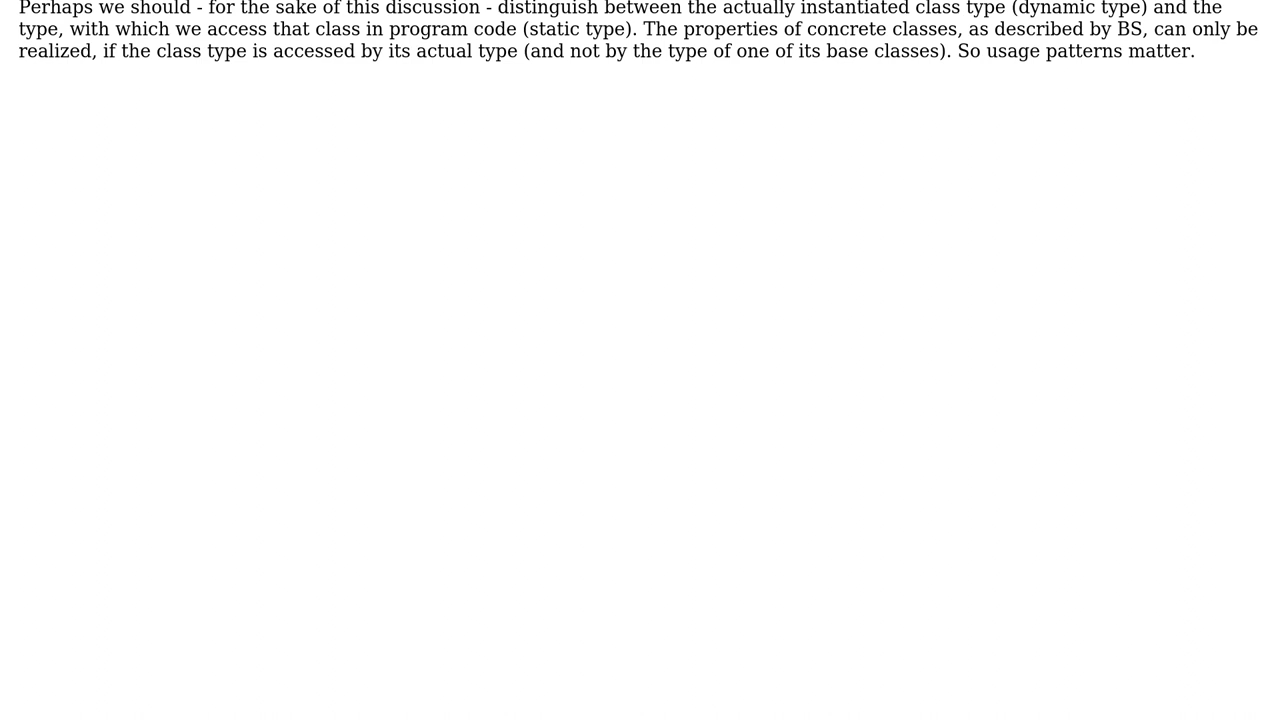 Perhaps we should - for the sake of this discussion - distinguish between the actually instantiated class type (dynamic type) and the
type, with which we access that class in program code (static type). The properties of concrete classes, as described by BS, can only be
realized, if the class type is accessed by its actual type (and not by the type of one of its base classes). So usage patterns matter.